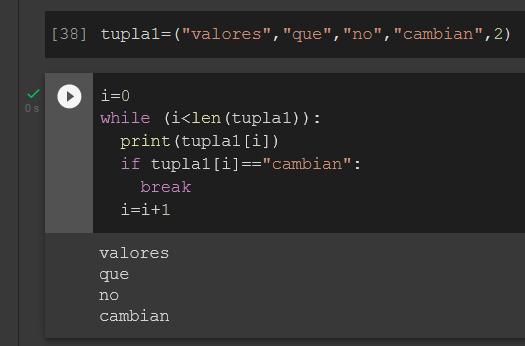 [38] tupla1=("valores","que","no","cambian",2)
i=0
while (i<len(tupla1)):
  print(tupla1[i])
  if tupla1[i]=="cambian":
    break
  i=i+1
0 s
valores
que
no
cambian